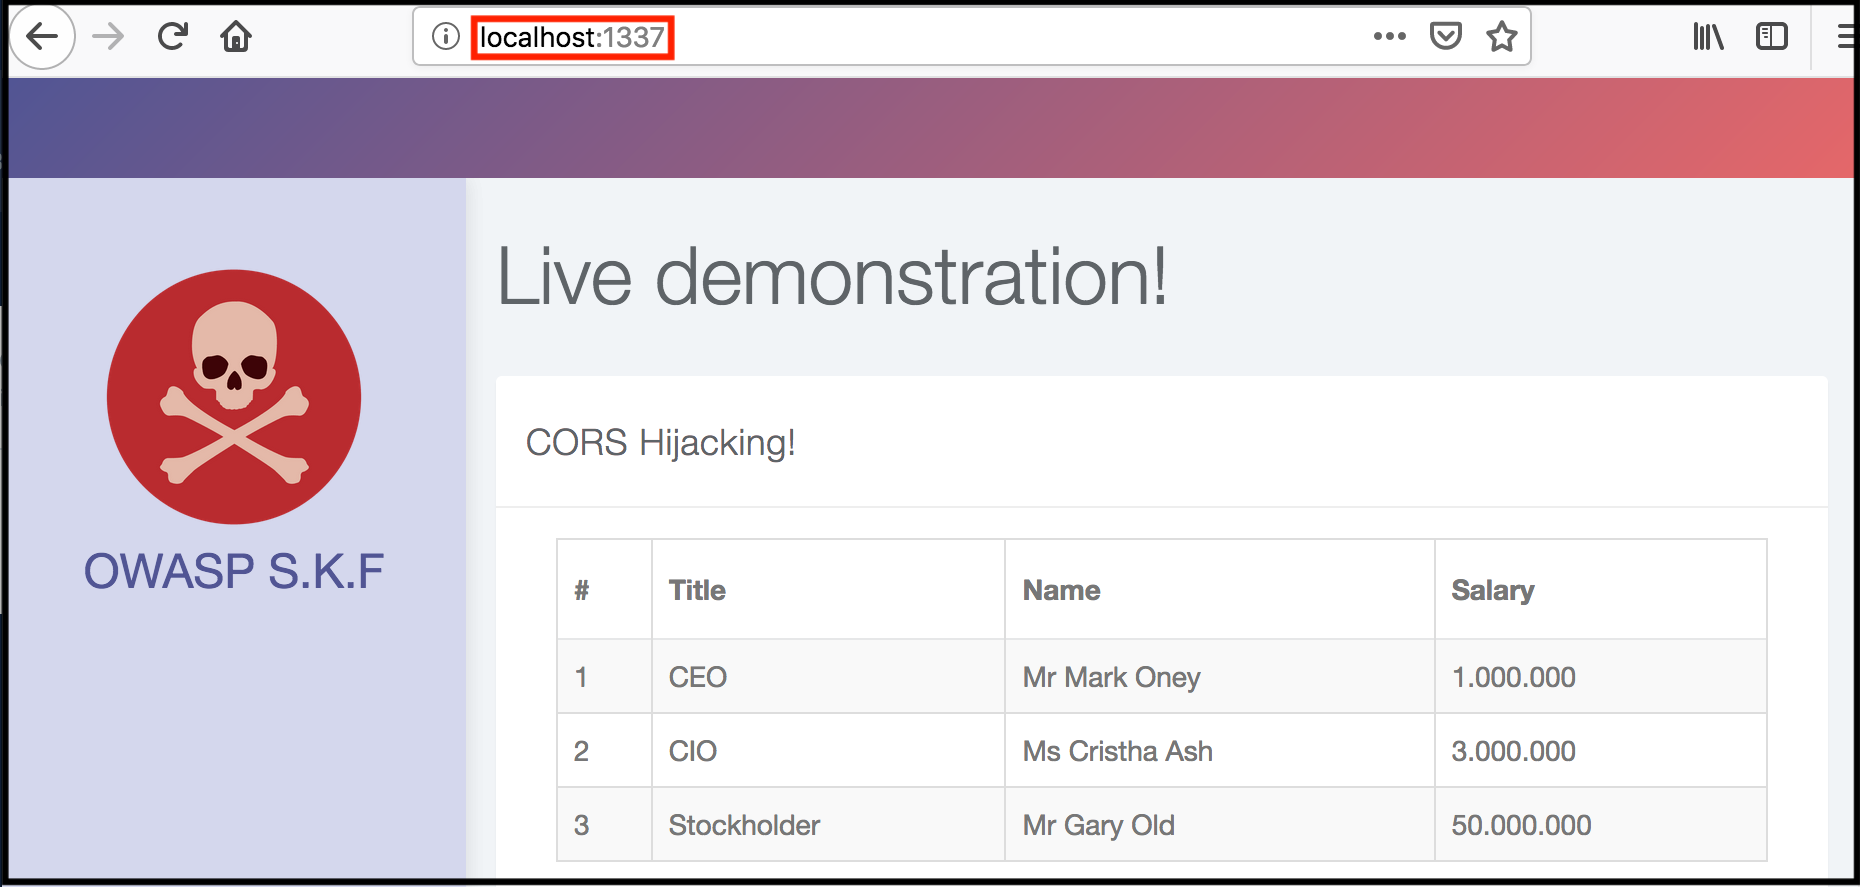 localhost:1337
OWASP S.K.F
Live demonstration!
CORS Hijacking!
# Title Name Salary
1 CEO Mr Mark Oney 1.000.000
2 CIO Ms Cristha Ash 3.000.000
3 Stockholder Mr Gary Old 50.000.000